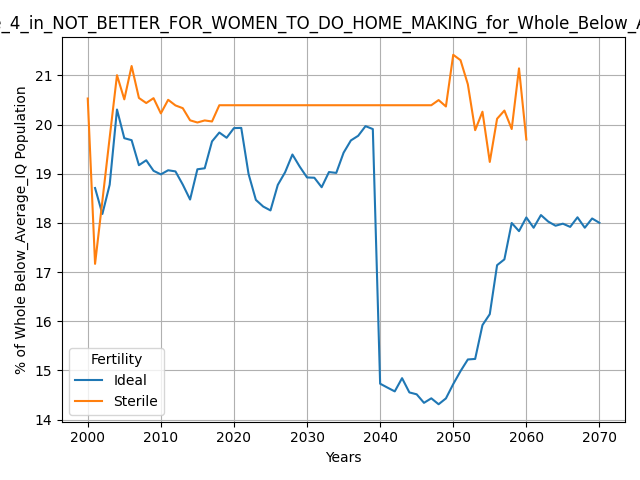 _4_in_NOT_BETTER_FOR_WOMEN_TO_DO_HOME_MAKING_for_Whole_Below_A
% of Whole Below_Average_IQ Population
21
20
19
18
17
16
15
14
Fertility
Ideal
Sterile
2000 2010 2020 2030 2040 2050 2060 2070
Years